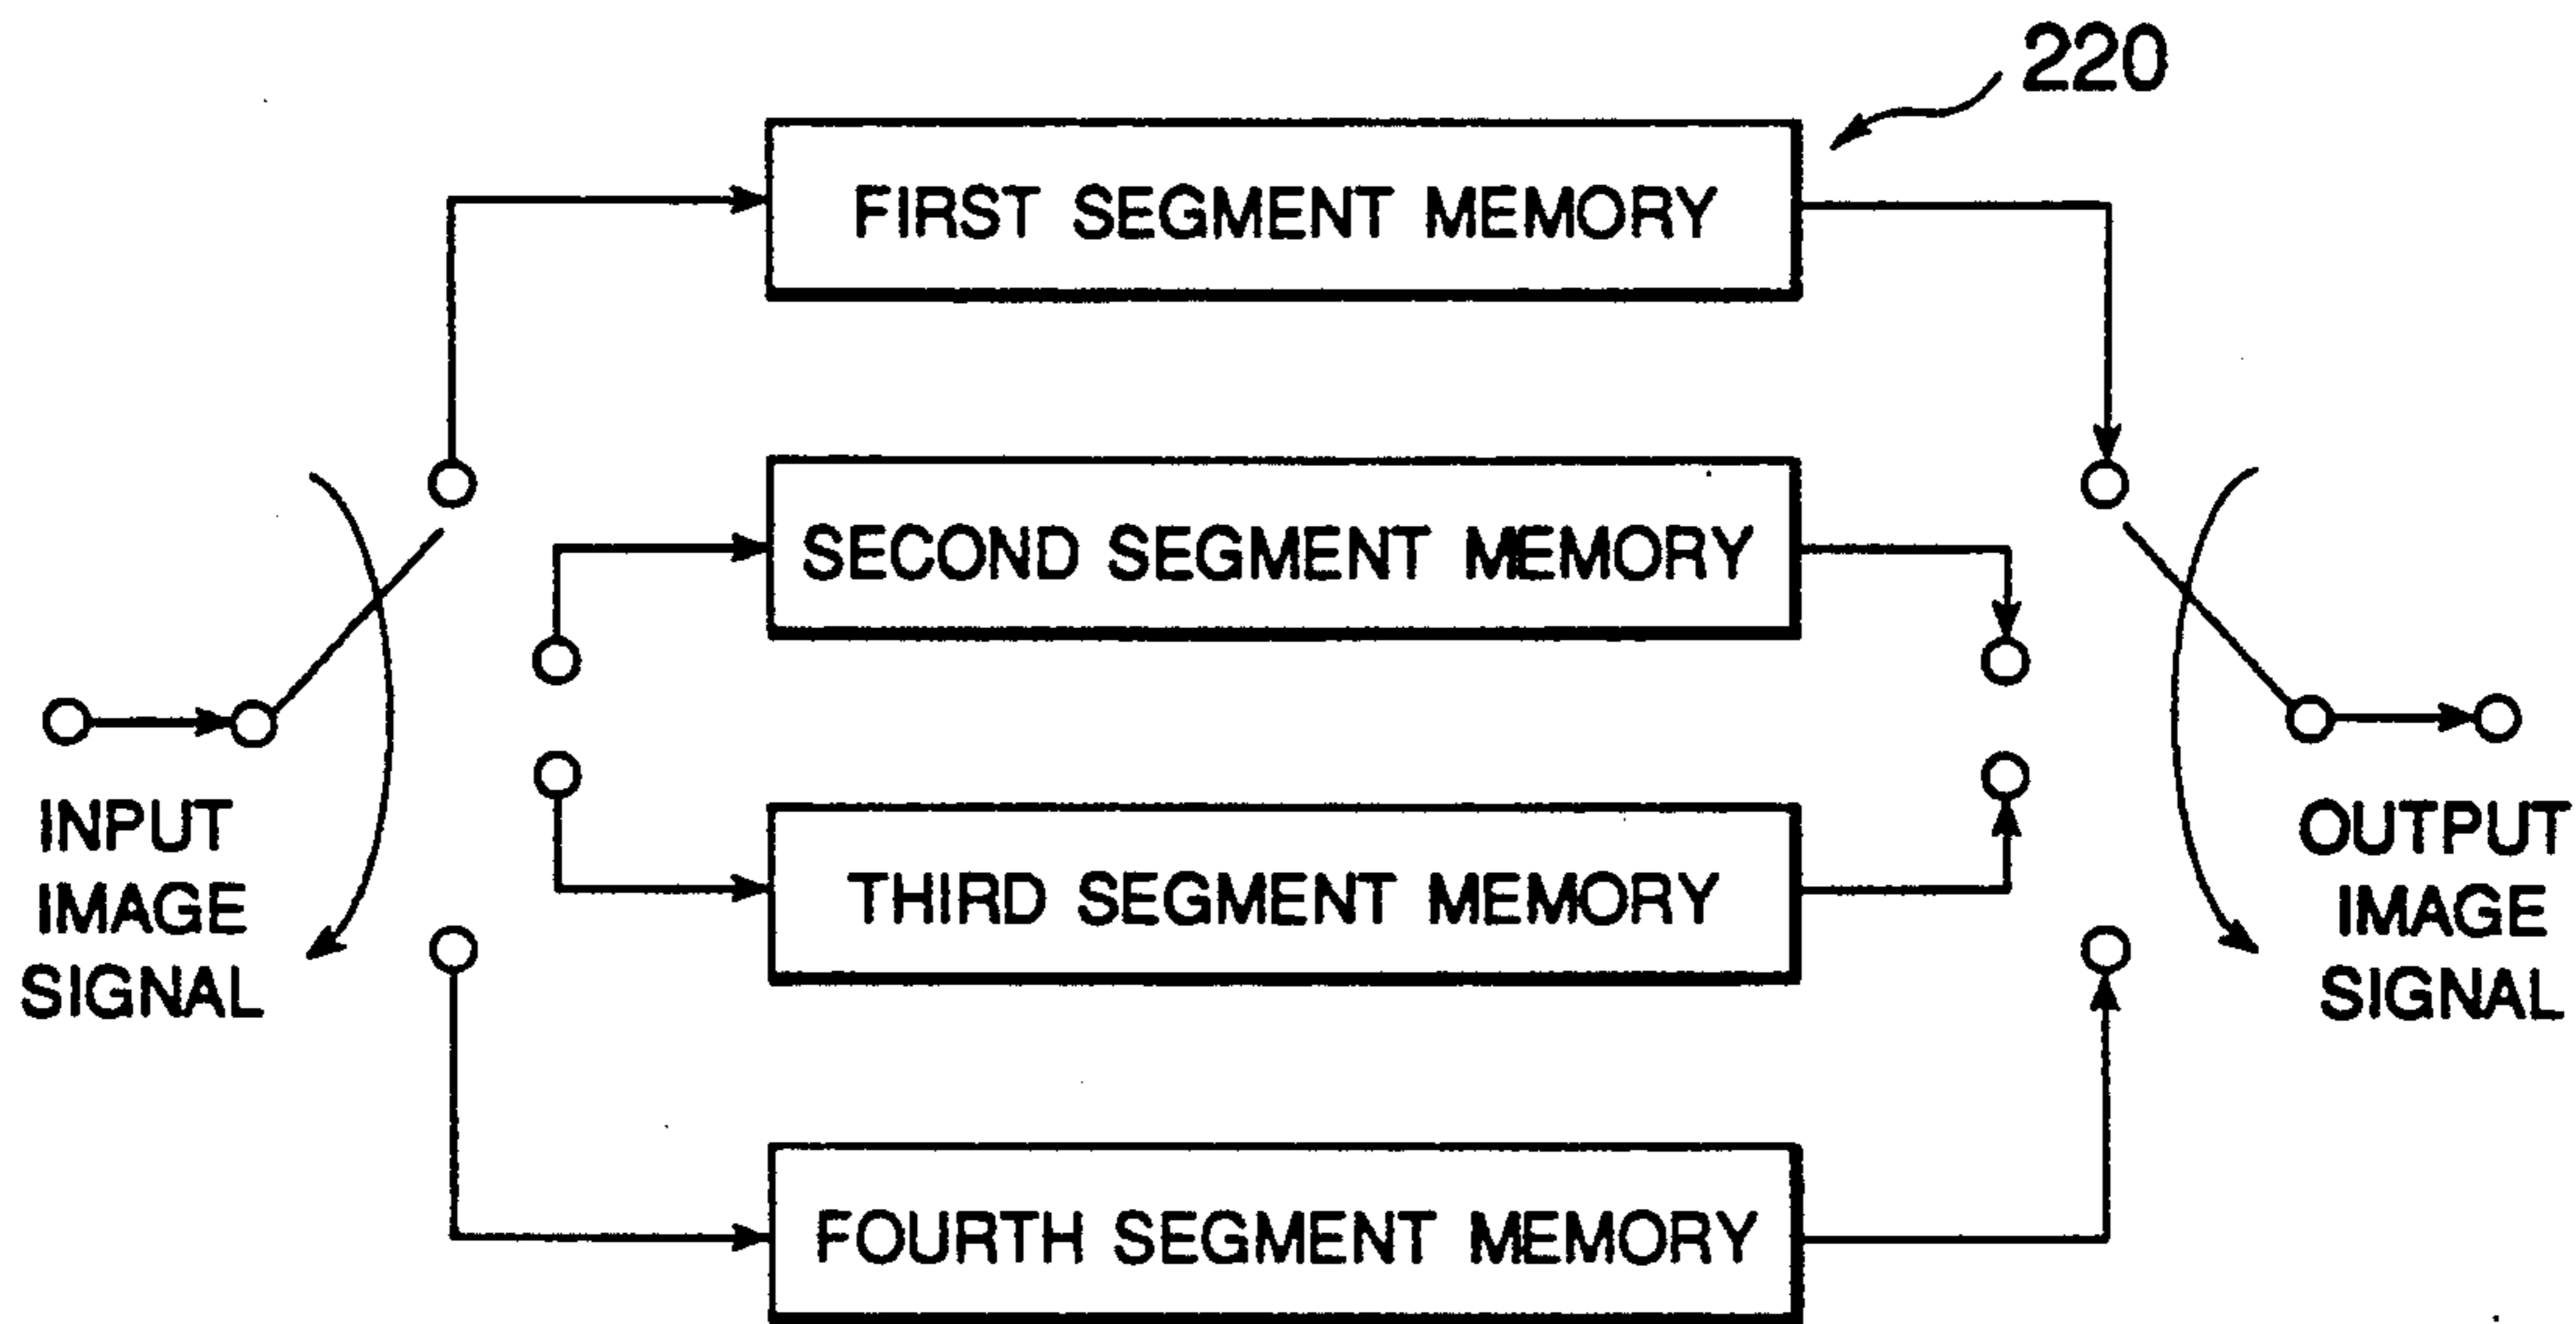 220
FIRST SEGMENT MEMORY
SECOND SEGMENT MEMORY
THIRD SEGMENT MEMORY
FOURTH SEGMENT MEMORY
INPUT
IMAGE
SIGNAL
OUTPUT
IMAGE
SIGNAL